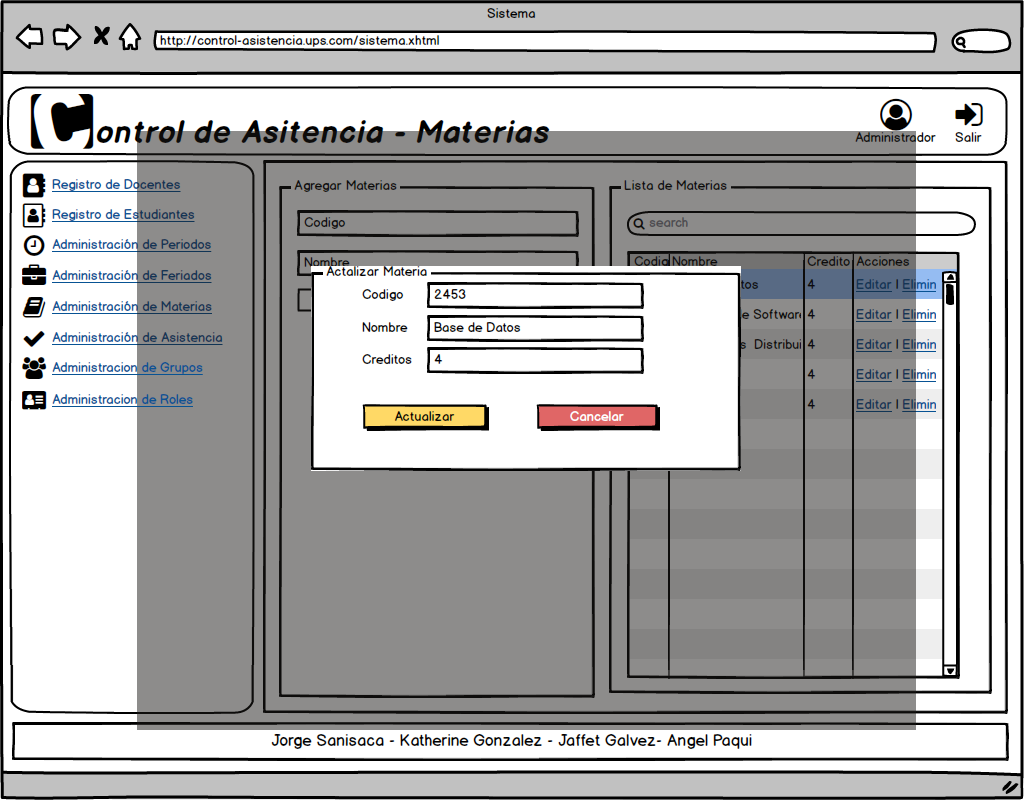 Sistema
http://control-asistencia.ups.com/sistema.xhtml
Control de Asitencia - Materias
Administrador
Salir
Registro de Docentes
Registro de Estudiantes
Administración de Periodos
Administración de Feriados
Administración de Materias
Administración de Asistencia
Administracion de Grupos
Administracion de Roles
Agregar Materias
Codigo
Nombre
Lista de Materias
search
Codig Nombre Credito Acciones
tos 4 Editar | Elimin
e Software 4 Editar | Elimin
s Distribui 4 Editar | Elimin
4 Editar | Elimin
4 Editar | Elimin
Actalizar Materia
Codigo 2453
Nombre Base de Datos
Creditos 4
Actualizar Cancelar
Jorge Sanisaca - Katherine Gonzalez - Jaffet Galvez- Angel Paqui